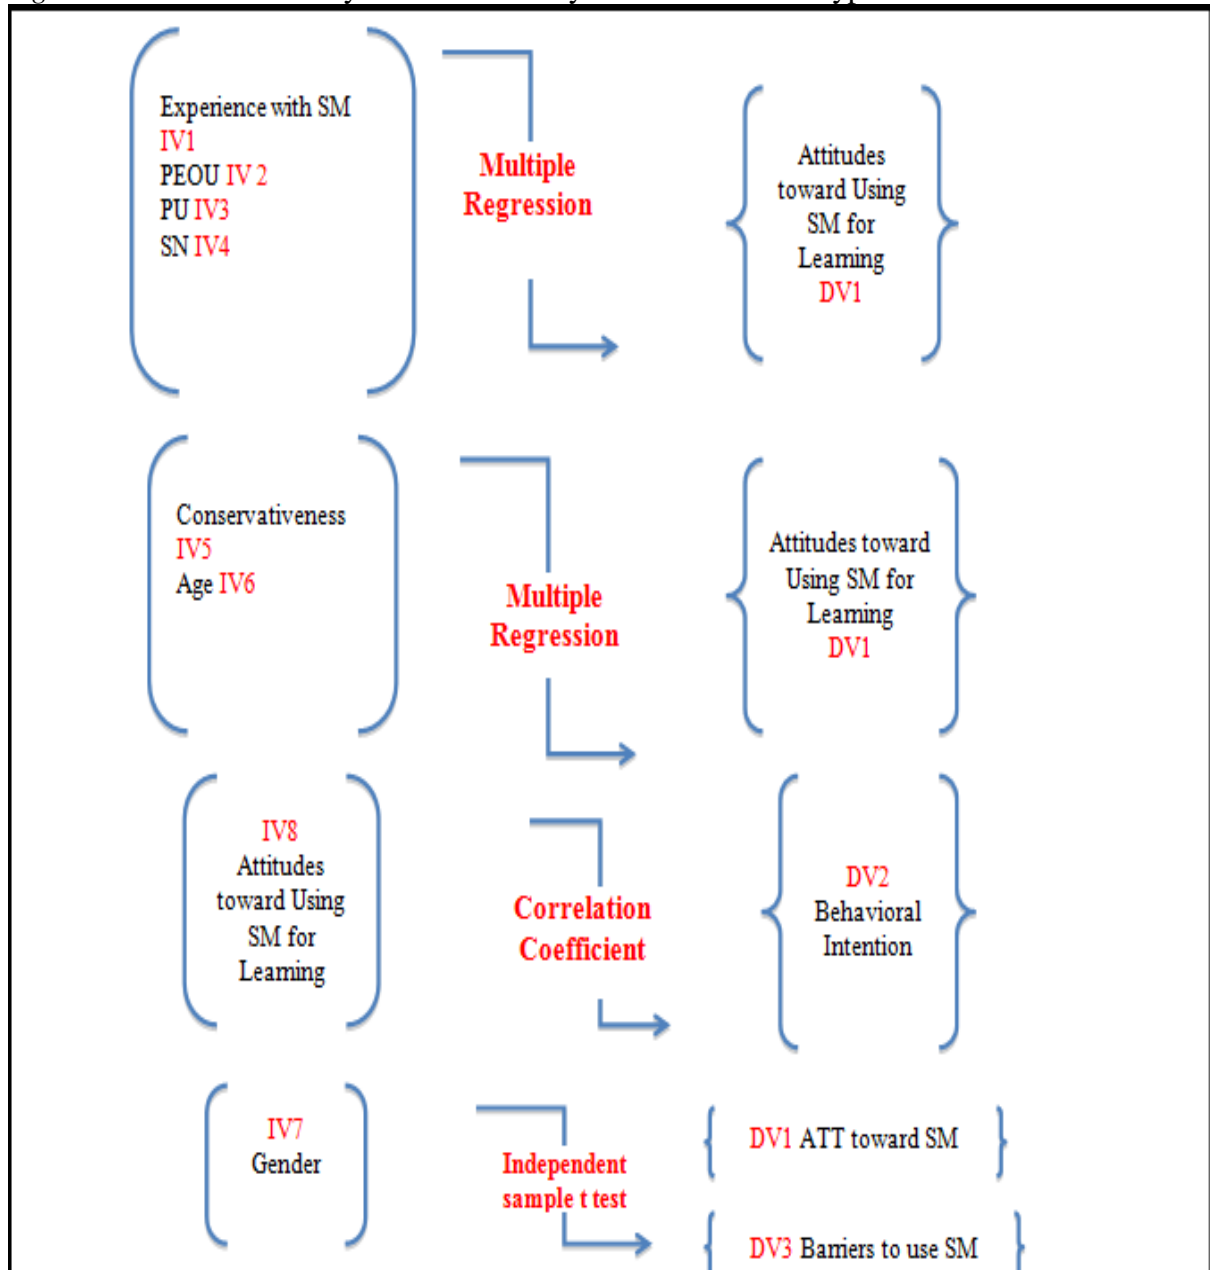 Experience with SM
IV1
PEOU IV 2
PU IV3
SN IV4
Multiple
Regression
Attitudes
toward Using
SM for
Learning
DV1
Conservativeness
IV5
Age IV6
Multiple
Regression
Attitudes toward
Using SM for
Learning
DV1
IV8
Attitudes
toward Using
SM for
Learning
Correlation
Coefficient
DV2
Behavioral
Intention
IV7
Gender
Independent
sample t test
DV1 ATT toward SM
DV3 Barriers to use SM